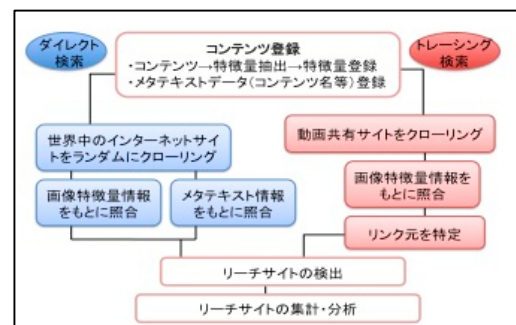 ダイレクト
検索
コンテンツ登録
・コンテンツ→特徴量抽出→特徴量登録
・メタテキストデータ(コンテンツ名等)登録
トレーシング
検索
世界中のインターネットサイ
トをランダムにクローリング
動画共有サイトをクローリング
画像特徴量情報
をもとに照合
メタテキスト情報
をもとに照合
画像特徴量情報を
もとに照合
リンク元を特定
リーチサイトの検出
リーチサイトの集計・分析